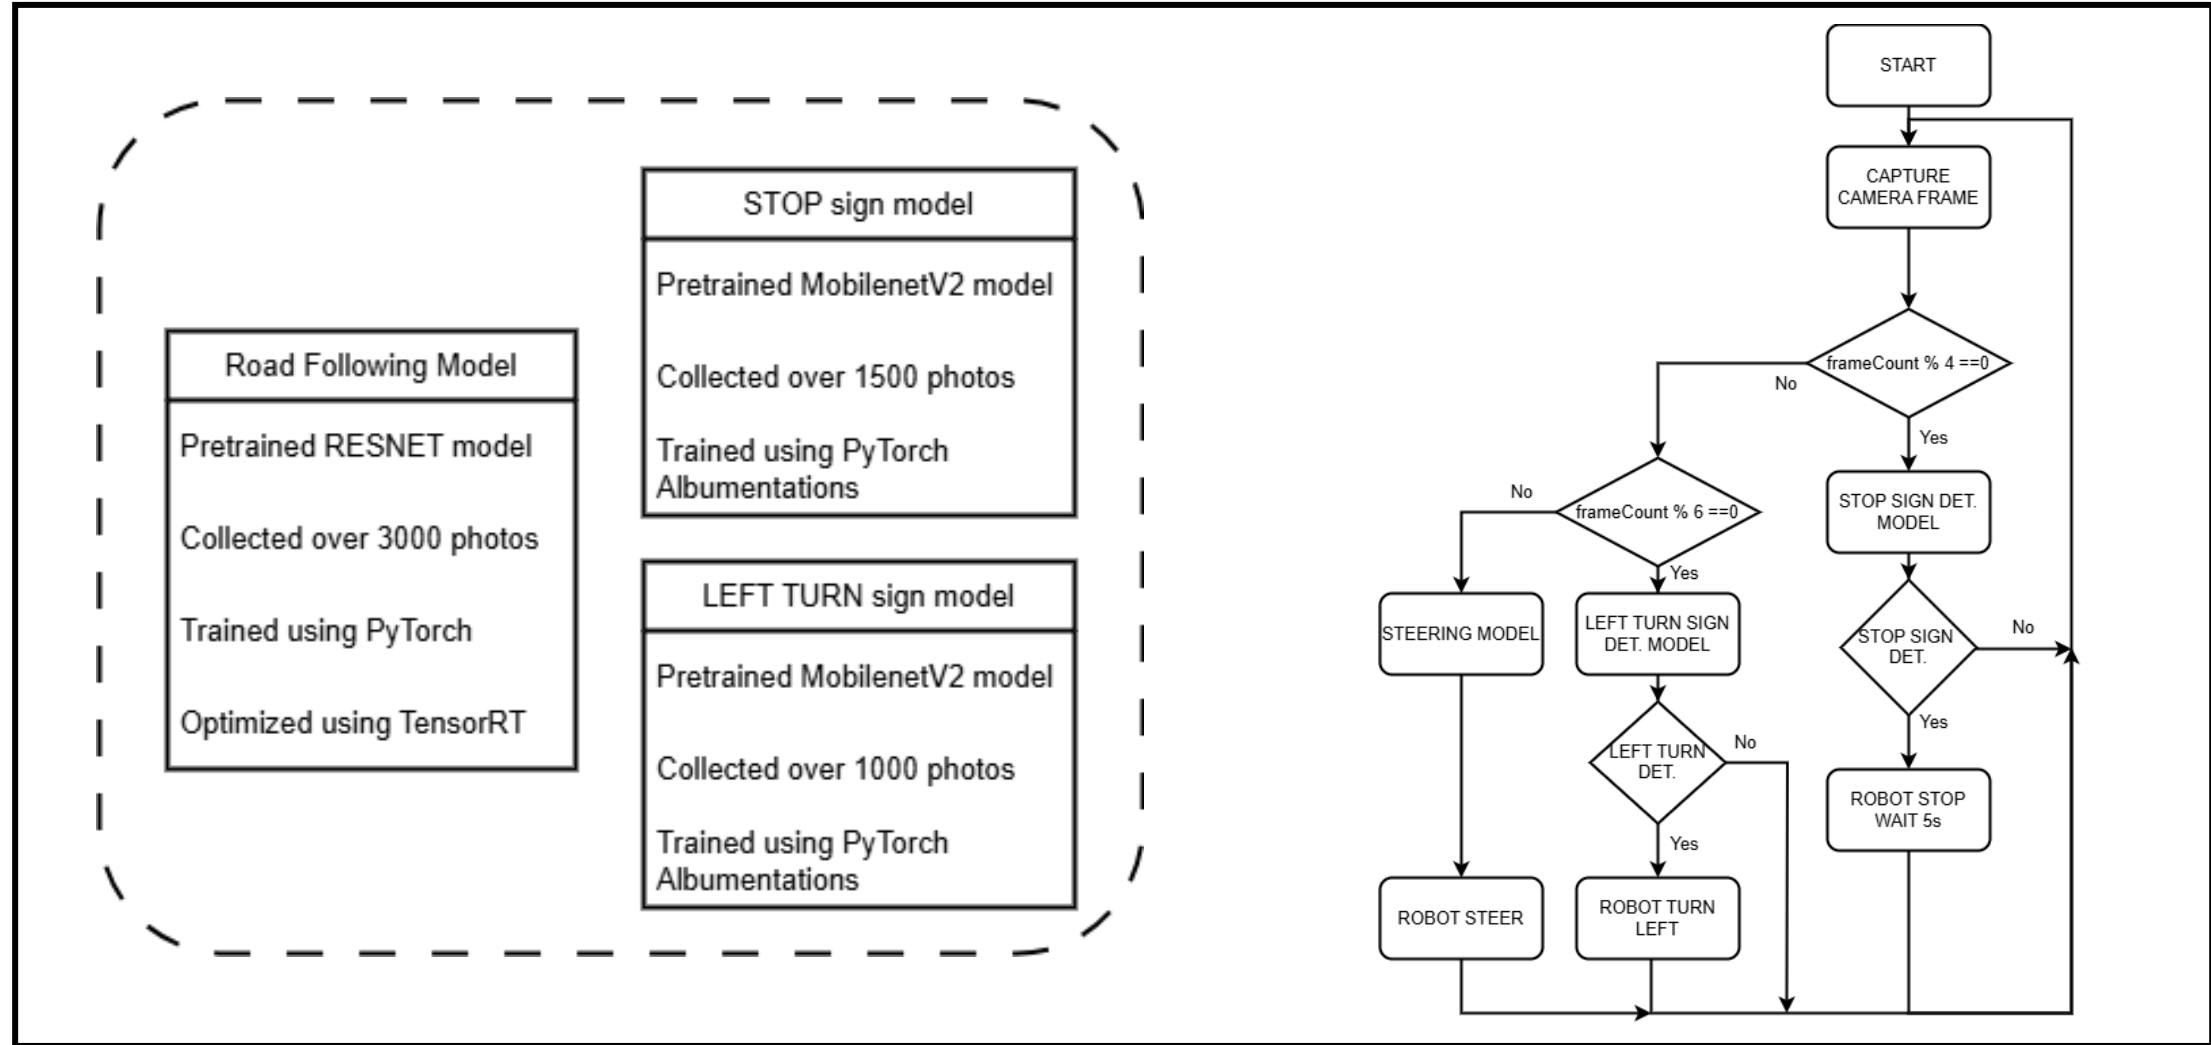 Road Following Model
Pretrained RESNET model
Collected over 3000 photos
Trained using PyTorch
Optimized using TensorRT
STOP sign model
Pretrained MobilenetV2 model
Collected over 1500 photos
Trained using PyTorch
Albumentations
LEFT TURN sign model
Pretrained MobilenetV2 model
Collected over 1000 photos
Trained using PyTorch
Albumentations
START
CAPTURE
CAMERA FRAME
frameCount % 4 ==0
No
Yes
frameCount % 6 ==0
No
Yes
STOP SIGN DET.
MODEL
STEERING MODEL
LEFT TURN SIGN
DET. MODEL
STOP SIGN
DET.
No
Yes
LEFT TURN
DET.
No
Yes
ROBOT STOP
WAIT 5s
ROBOT STEER
ROBOT TURN
LEFT